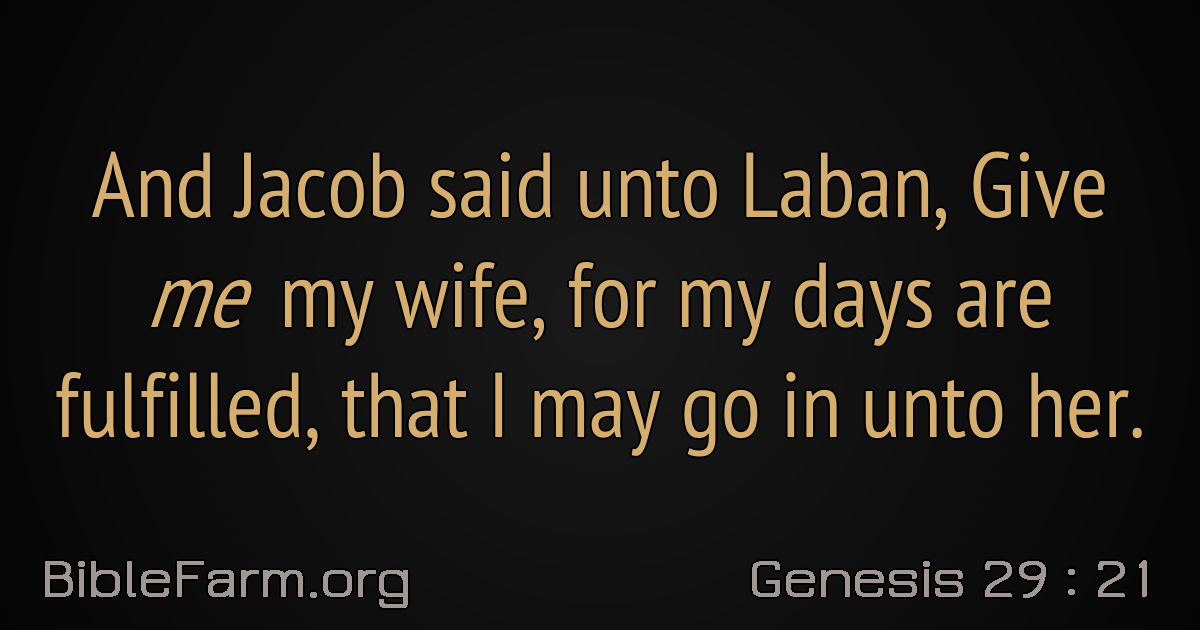 And Jacob said unto Laban, Give
me my wife, for my days are
fulfilled, that I may go in unto her.
BibleFarm.org
Genesis 29 : 21